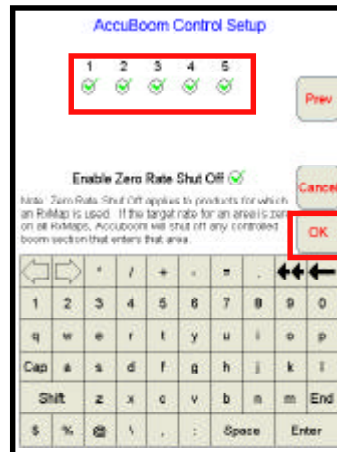 AccuBoom Control Setup
1 2 3 4 5
Prev
Enable Zero Rate Shut Off
Cancel
Note: Zero Rate Shut Off applies to products for which
an RxMap is used. If the target rate for an area is zero
on all RxMaps, Accuboom will shut off any controlled
boom section that enters that area.
OK
/ + - = .
1 2 3 4 5 6 7 8 9 0
q w e r t y u i o p
Cap a s d f g h j k l
Shift z x c v b n m End
$ % @ \ , : Space Enter